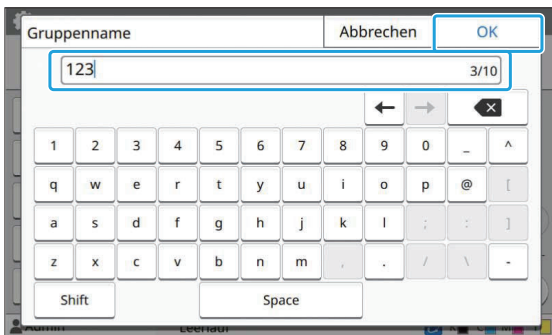 Gruppenname Abbrechen OK
123 3/10
← → ×
1 2 3 4 5 6 7 8 9 0 _ ^
q w e r t y u i o p @ [
a s d f g h j k l ; : ]
z x c v b n m , . / \ -
Shift Space
Admin Leerlauf